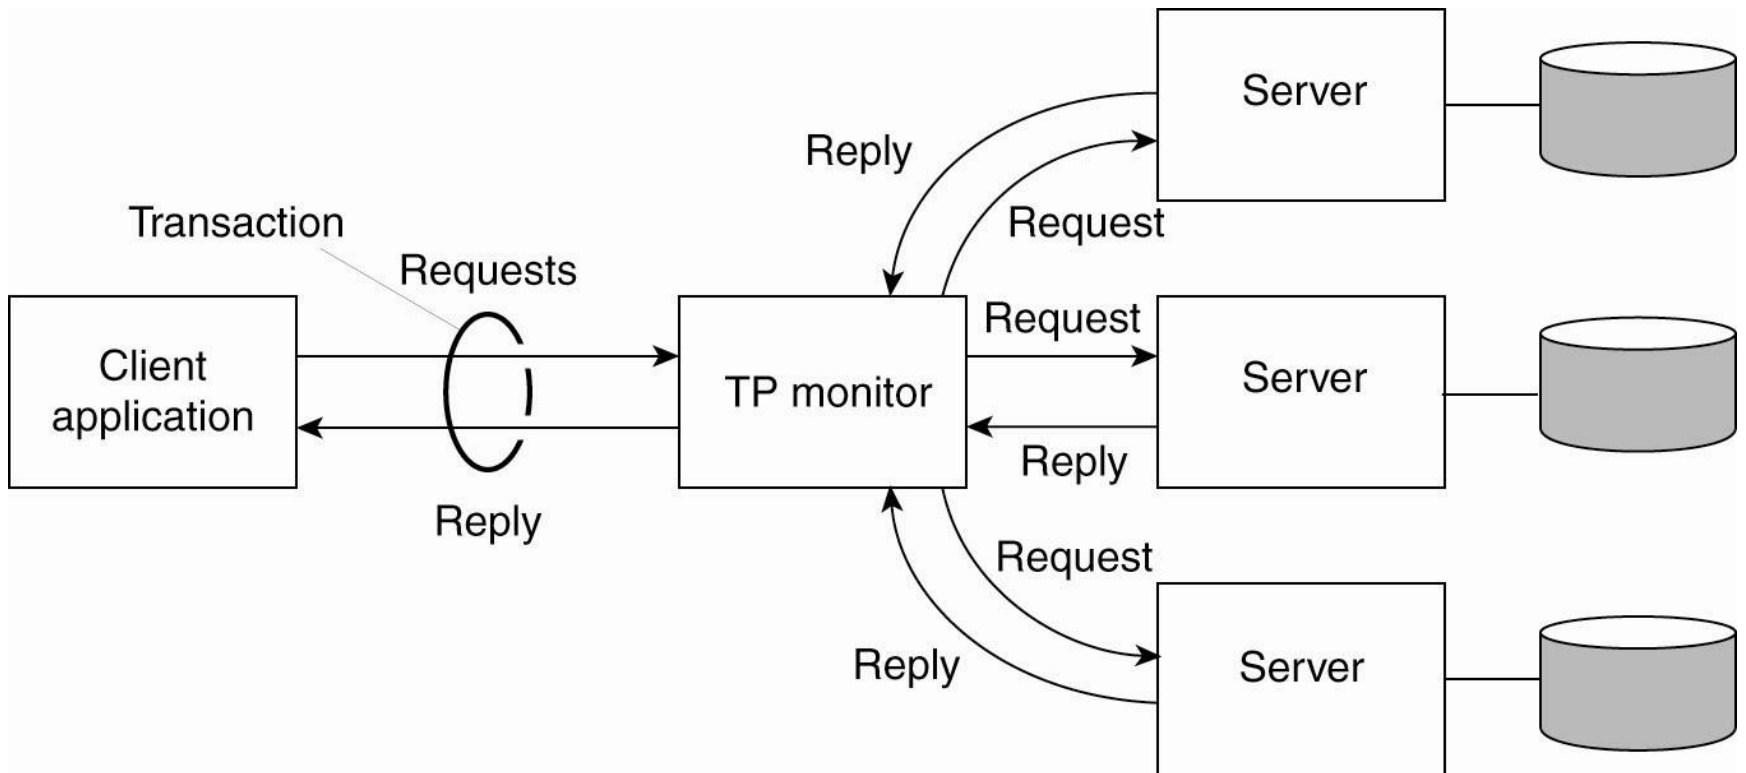 Server
Reply
Transaction
Request
Requests
Request
Client
application
TP monitor
Server
Reply
Reply
Request
Reply
Server